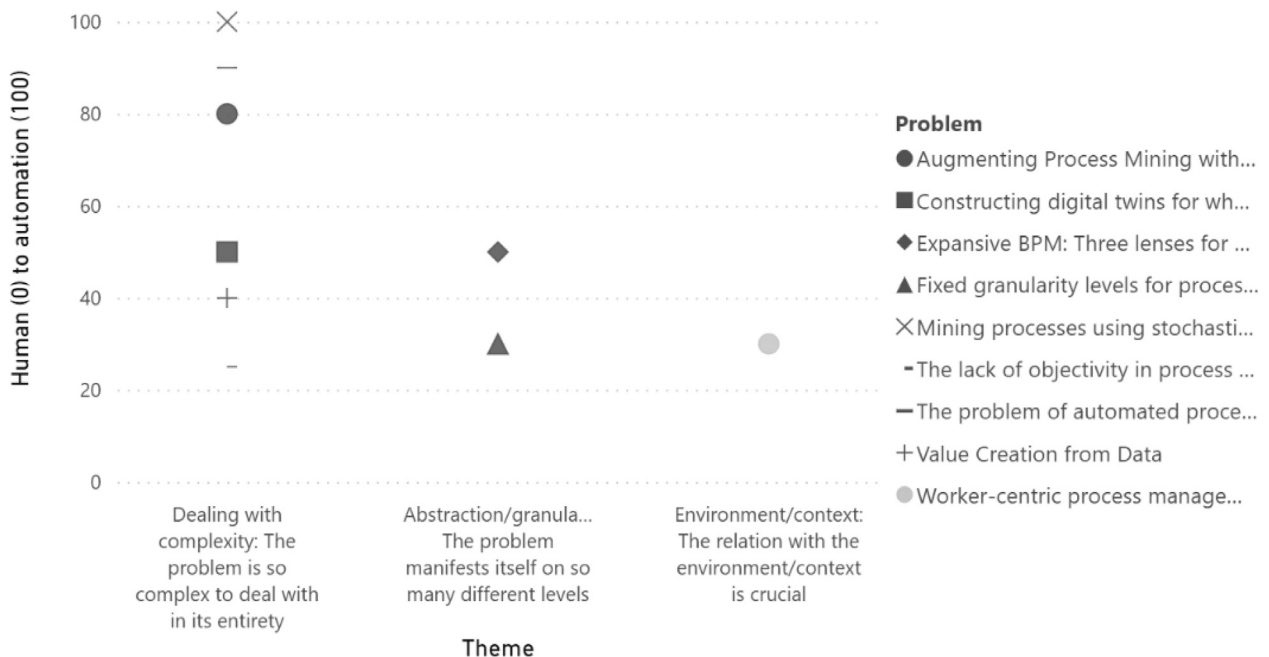 Human (0) to automation (100)
100
80
60
40
20
0
Dealing with
complexity: The
problem is so
complex to deal with
in its entirety
Abstraction/granula...
The problem
manifests itself on so
many different levels
Environment/context:
The relation with the
environment/context
is crucial
Theme
Problem
Augmenting Process Mining with...
Constructing digital twins for wh...
Expansive BPM: Three lenses for ...
Fixed granularity levels for proces...
Mining processes using stochasti...
The lack of objectivity in process ...
The problem of automated proce...
Value Creation from Data
Worker-centric process manage...